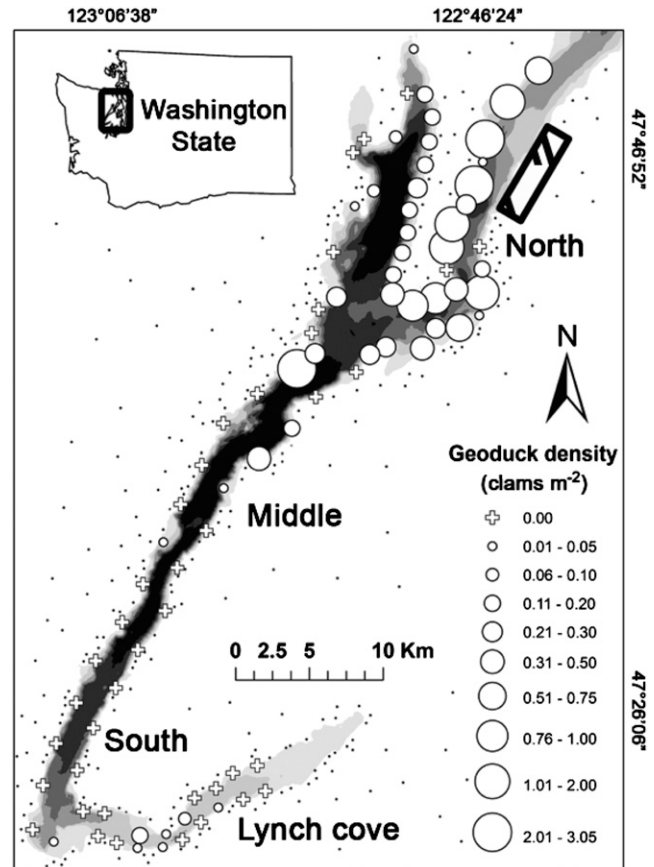 123°06'38" 122°46'24"
Washington
State
47°46'52"
North
N
Geoduck density
(clams m-2)
0.00
0.01 - 0.05
Middle
0.06 - 0.10
0.11 - 0.20
0.21 - 0.30
0 2.5 5 10 Km
0.31 - 0.50
0.51 - 0.75
47°26'06"
South
0.76 - 1.00
1.01 - 2.00
Lynch cove
2.01 - 3.05